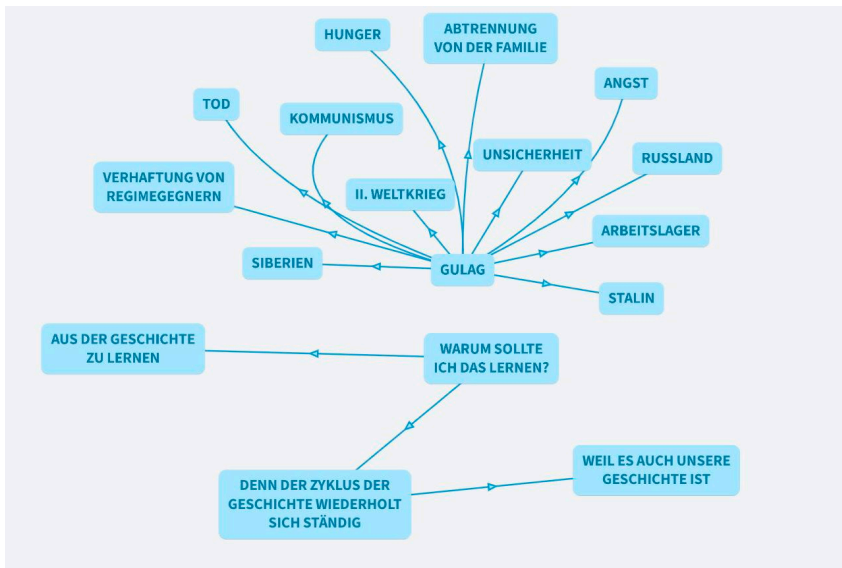 HUNGER
ABTRENNUNG
VON DER FAMILIE
ANGST
TOD
KOMMUNISMUS
UNSICHERHEIT
RUSSLAND
VERHAFTUNG VON
REGIMEGEGNERN
II. WELTKRIEG
ARBEITSLAGER
SIBERIEN
GULAG
STALIN
AUS DER GESCHICHTE
ZU LERNEN
WARUM SOLLTE
ICH DAS LERNEN?
DENN DER ZYKLUS DER
GESCHICHTE WIEDERHOLT
SICH STÄNDIG
WEIL ES AUCH UNSERE
GESCHICHTE IST